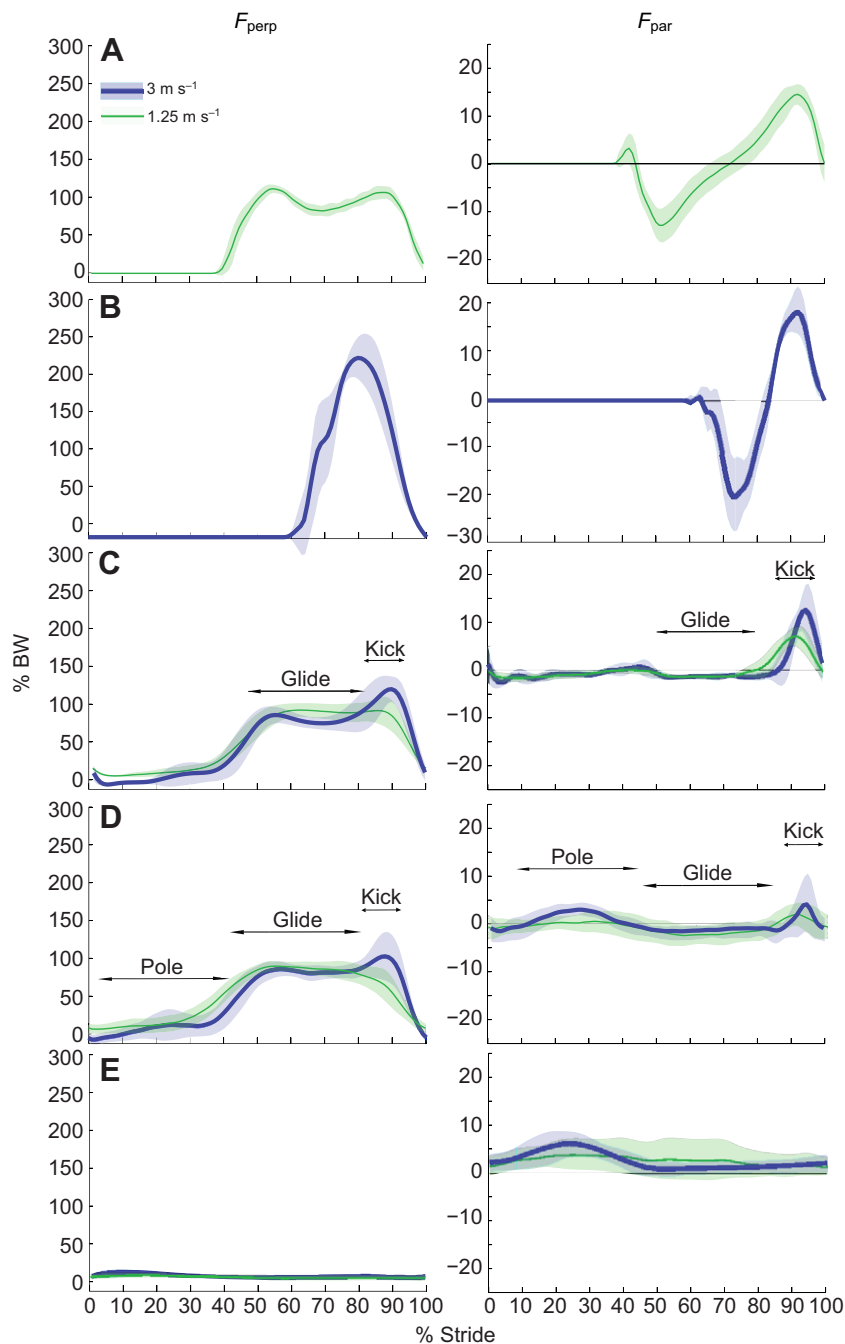 F perp F par
A
300 20
3 m s⁻¹
250
1.25 m s⁻¹
200 10
150
0
100
−10
50
−20
0
B
300 20
250 10
200 0
150
−10
100
50 −20
0 −30
C
300 Kick
20
250
Glide
200 10
Kick
150 0
Glide
100
−10
50
−20
0
% BW
D
300 20 Kick
250 Pole
10 Glide
200
Kick
150 0
Glide
100 Pole
−10
50
−20
0
E
300
20
250
200 10
150 0
100
−10
50
−20
0
0 10 20 30 40 50 60 70 80 90 100 0 10 20 30 40 50 60 70 80 90 100
% Stride